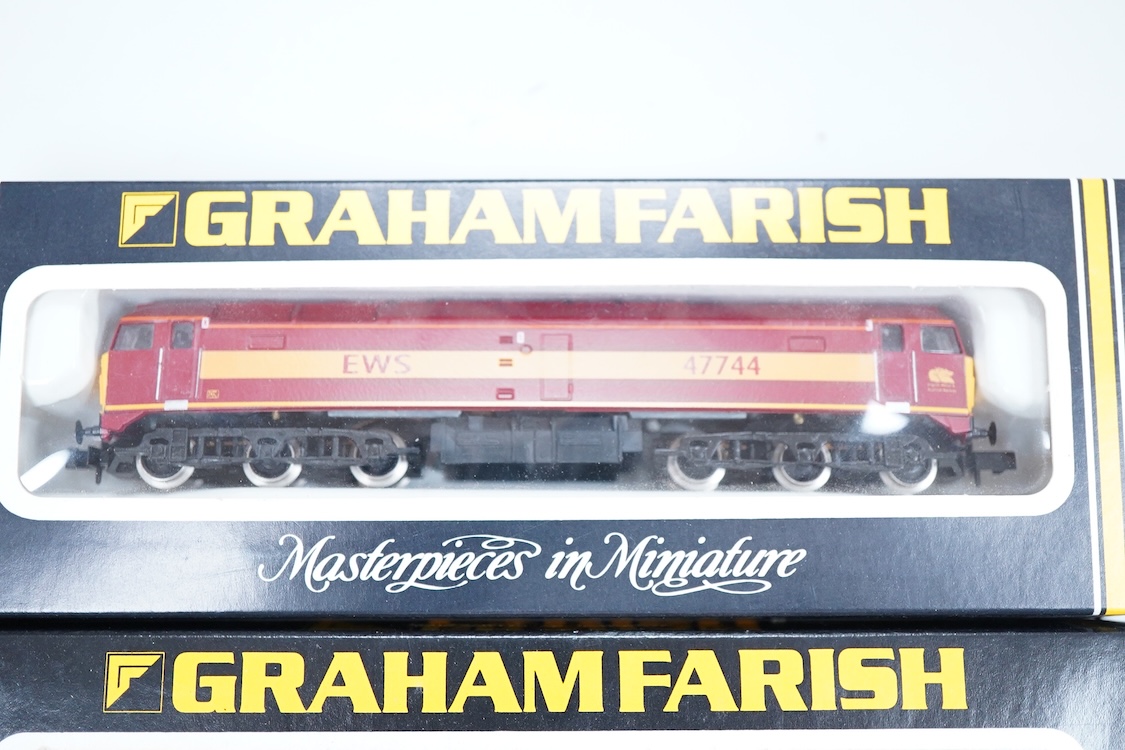 GRAHAM FARISH
EWS 47744
Masterpieces in Miniature
GRAHAM FARISH